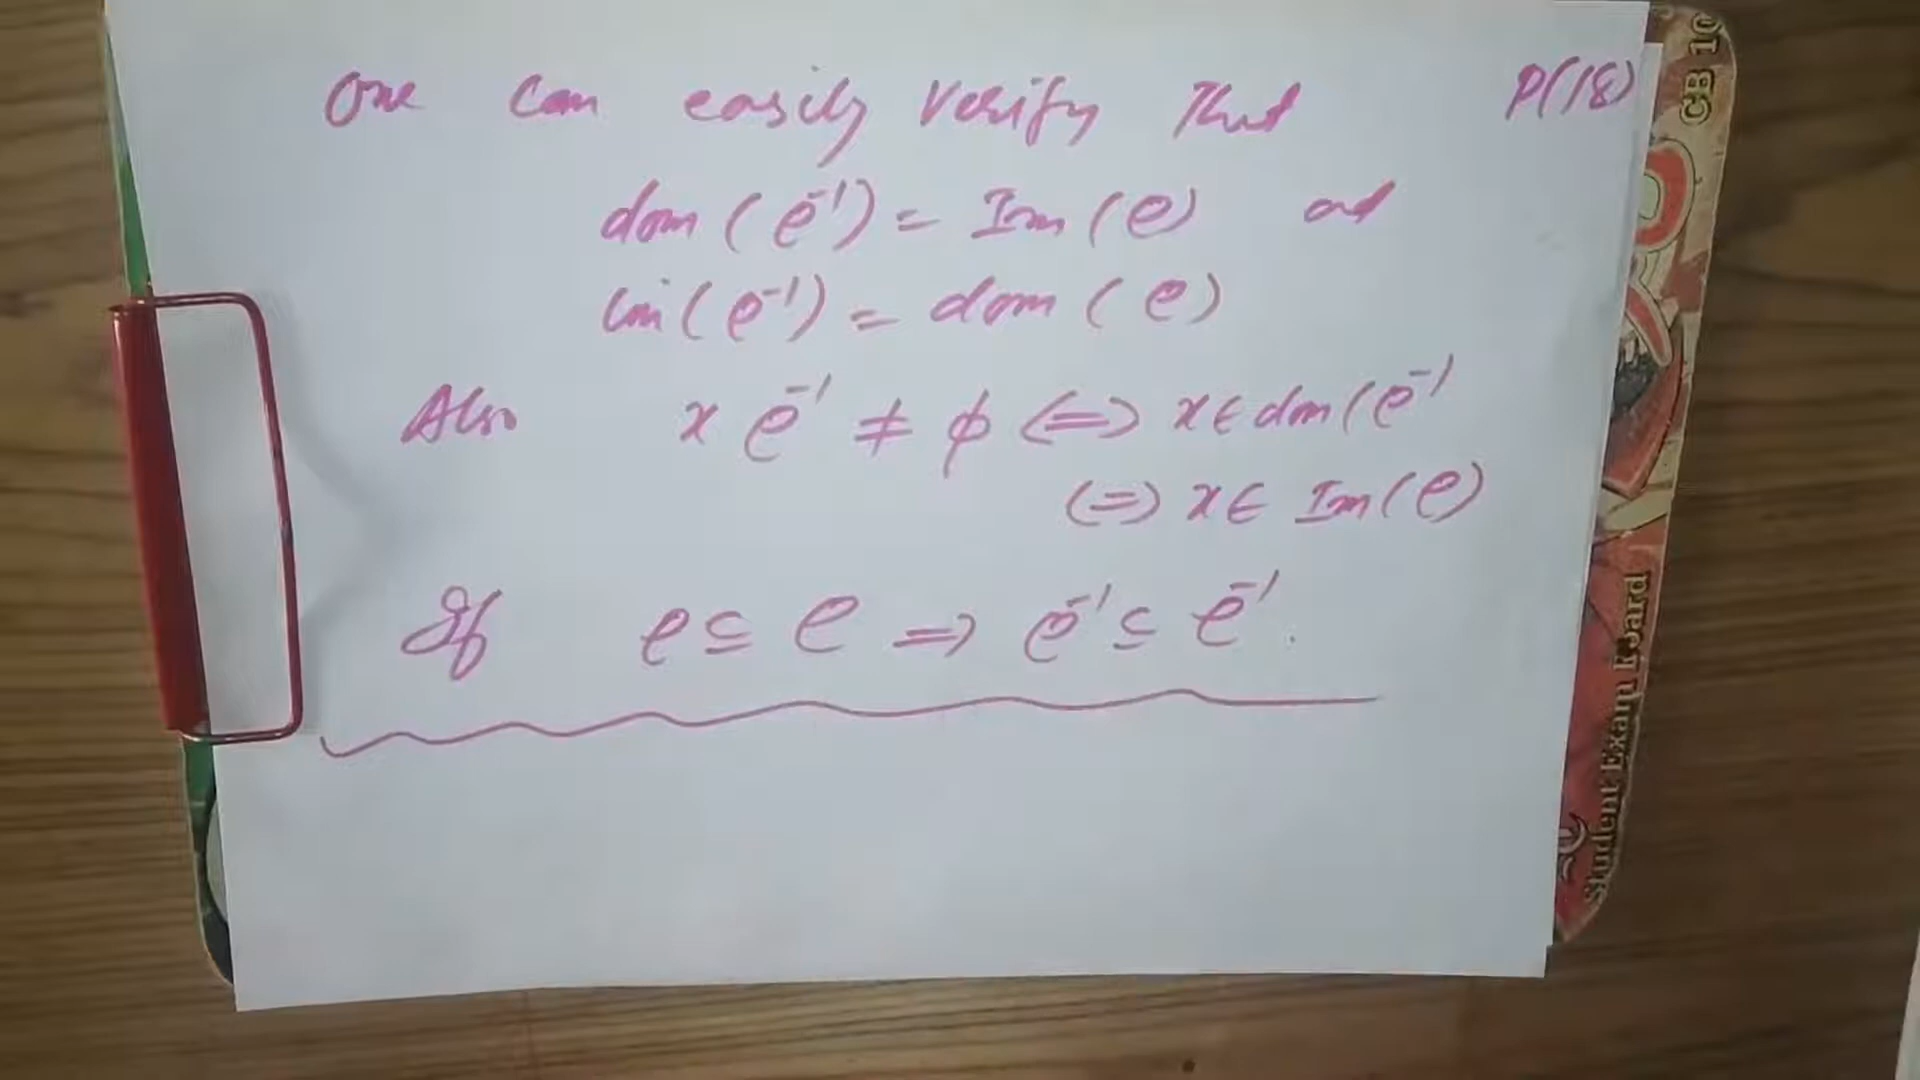 One can easily verify that P(18)
dom (ρ⁻¹) = Im (ρ) and
Im (ρ⁻¹) = dom (ρ)
Also x ρ⁻¹ ≠ φ ⟺ x ∈ dom (ρ⁻¹
⟺ x ∈ Im (ρ)
If ρ ⊆ ρ ⟹ ρ⁻¹ ⊆ ρ⁻¹.
CB 10
Student Exam Board